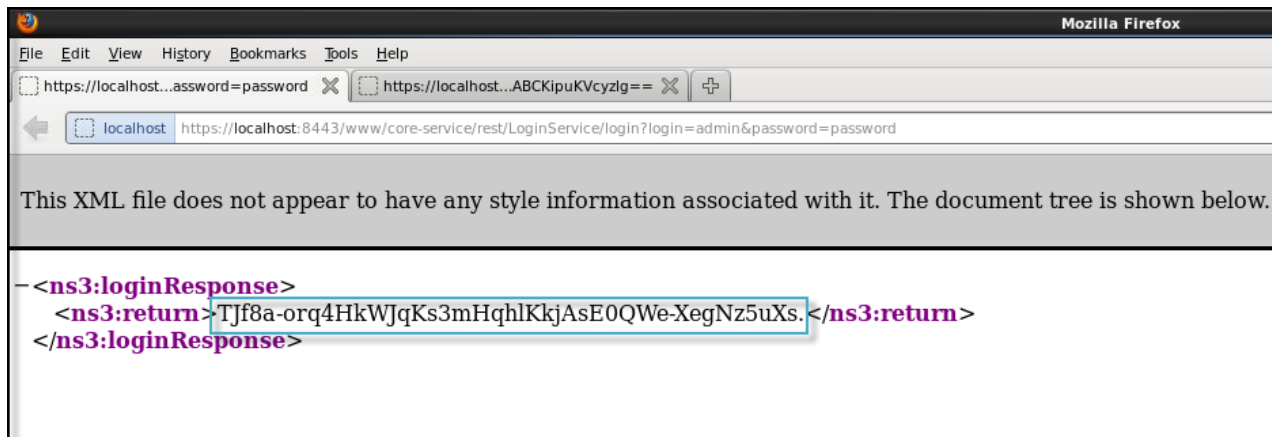 Mozilla Firefox
File Edit View History Bookmarks Tools Help
https://localhost...assword=password https://localhost...ABCKipuKVcyzlg==
localhost https://localhost:8443/www/core-service/rest/LoginService/login?login=admin&password=password
This XML file does not appear to have any style information associated with it. The document tree is shown below.
−<ns3:loginResponse>
<ns3:return>TJf8a-orq4HkWJqKs3mHqhlKkjAsE0QWe-XegNz5uXs.</ns3:return>
</ns3:loginResponse>